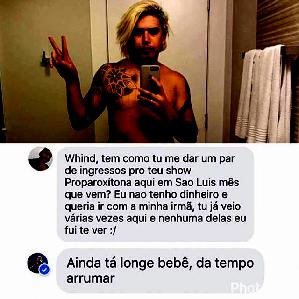 Whind, tem como tu me dar um par
de ingressos pro teu show
Proparoxítona aqui em Sao Luis mês
que vem? Eu nao tenho dinheiro e
queria ir com a minha irmã, tu já veio
várias vezes aqui e nenhuma delas eu
fui te ver :/
Ainda tá longe bebê, da tempo
arrumar